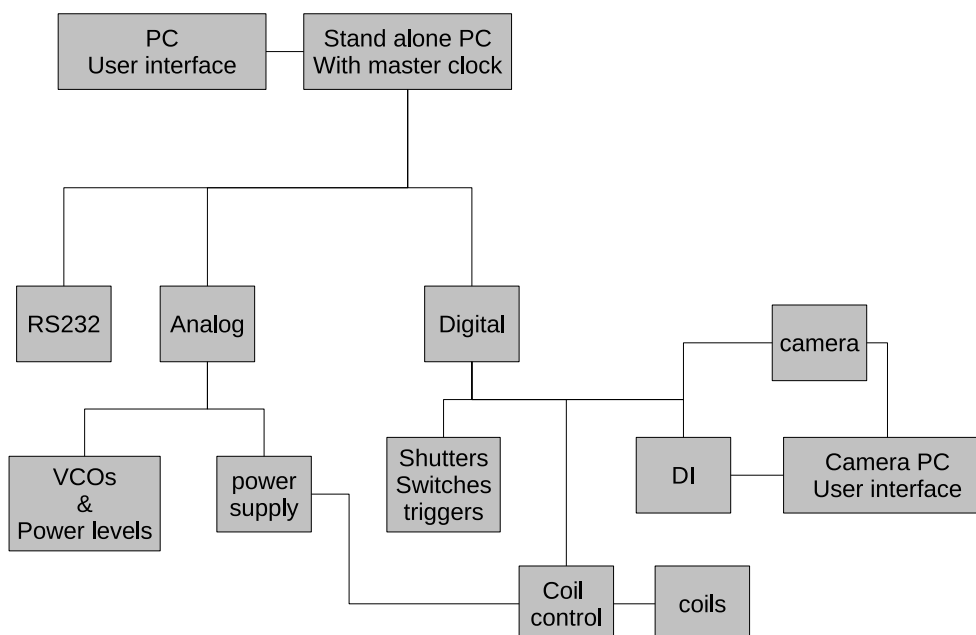 PC
User interface
Stand alone PC
With master clock
RS232
Analog
Digital
camera
VCOs
&
Power levels
power
supply
Shutters
Switches
triggers
DI
Camera PC
User interface
Coil
control
coils